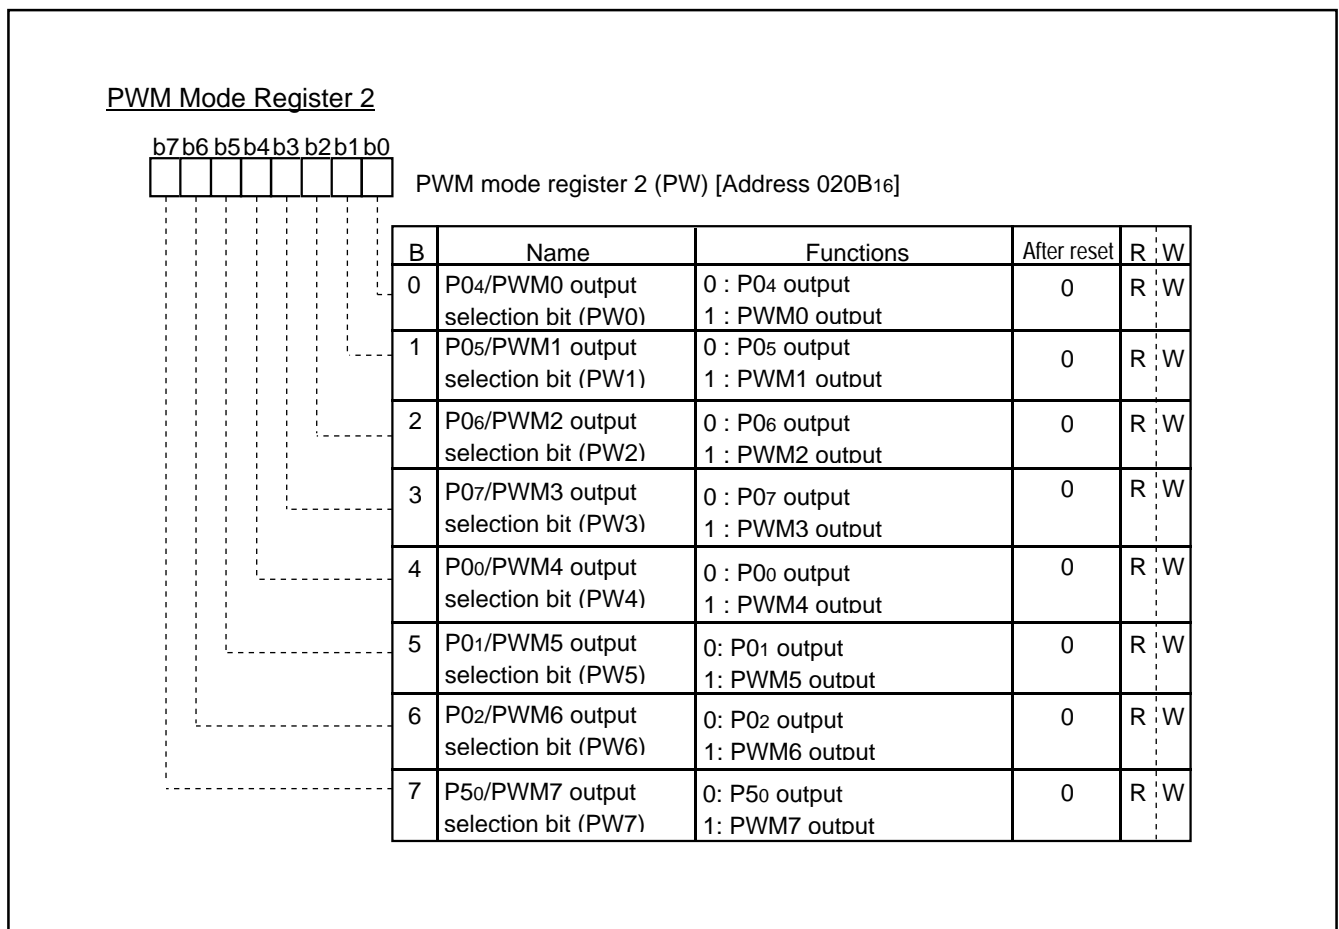 PWM Mode Register 2
b7 b6 b5 b4 b3 b2 b1 b0
PWM mode register 2 (PW) [Address 020B16]
B Name Functions After reset R W
0 P04/PWM0 output 0 : P04 output 0 R W
selection bit (PW0) 1 : PWM0 output
1 P05/PWM1 output 0 : P05 output 0 R W
selection bit (PW1) 1 : PWM1 output
2 P06/PWM2 output 0 : P06 output 0 R W
selection bit (PW2) 1 : PWM2 output
3 P07/PWM3 output 0 : P07 output 0 R W
selection bit (PW3) 1 : PWM3 output
4 P00/PWM4 output 0 : P00 output 0 R W
selection bit (PW4) 1 : PWM4 output
5 P01/PWM5 output 0: P01 output 0 R W
selection bit (PW5) 1: PWM5 output
6 P02/PWM6 output 0: P02 output 0 R W
selection bit (PW6) 1: PWM6 output
7 P50/PWM7 output 0: P50 output 0 R W
selection bit (PW7) 1: PWM7 output